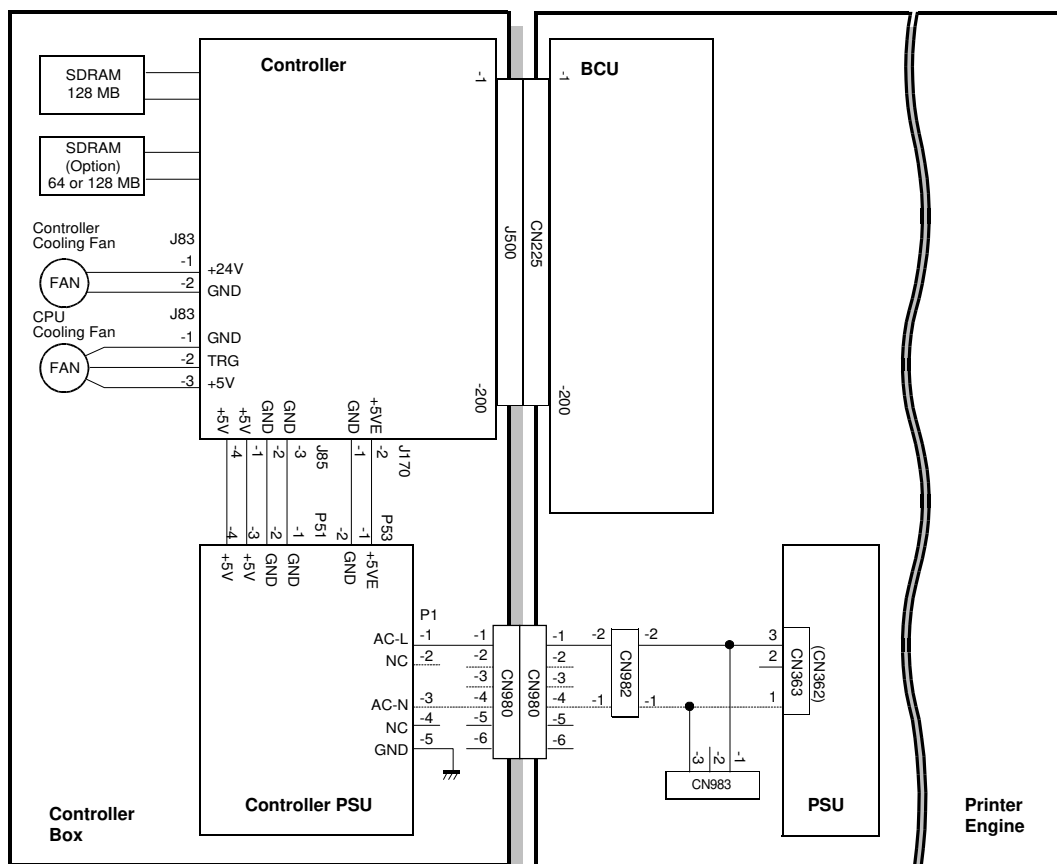 Controller
BCU
SDRAM
128 MB
SDRAM
(Option)
64 or 128 MB
-1
-1
J500
CN225
-200
-200
Controller
Cooling Fan
J83
FAN
-1
+24V
-2
GND
CPU
Cooling Fan
J83
FAN
-1
GND
-2
TRG
-3
+5V
+5V
+5V
GND
GND
GND
+5VE
-4
-1
-2
-3
J85
-1
-2
J170
-4
-3
-2
-1
P51
-2
-1
P53
+5V
+5V
GND
GND
GND
+5VE
P1
AC-L
-1
-1
-1
-2
-2
3
NC
-2
-2
-2
2
-3
-3
AC-N
-3
-4
-4
-1
-1
1
NC
-4
-5
-5
GND
-5
-6
-6
CN980
CN980
CN982
CN363
(CN362)
-3
-2
-1
CN983
Controller PSU
PSU
Controller
Box
Printer
Engine